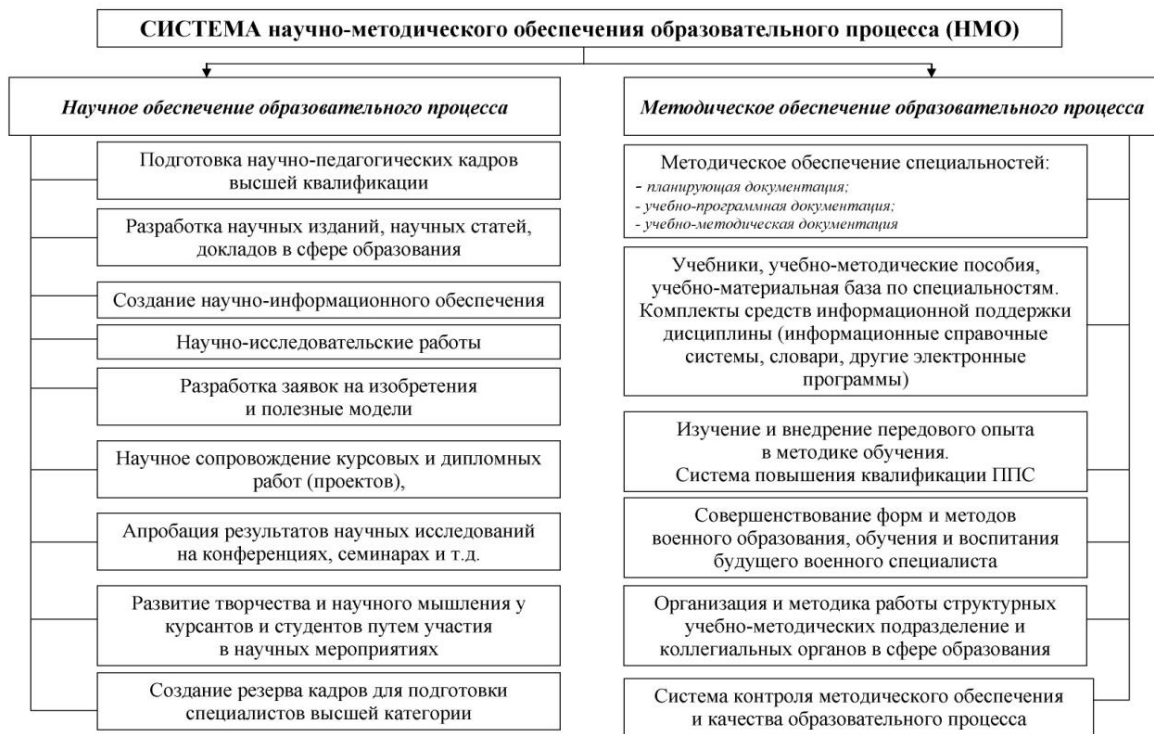 СИСТЕМА научно-методического обеспечения образовательного процесса (НМО)
Научное обеспечение образовательного процесса
Подготовка научно-педагогических кадров
высшей квалификации
Разработка научных изданий, научных статей,
докладов в сфере образования
Создание научно-информационного обеспечения
Научно-исследовательские работы
Разработка заявок на изобретения
и полезные модели
Научное сопровождение курсовых и дипломных
работ (проектов),
Апробация результатов научных исследований
на конференциях, семинарах и т.д.
Развитие творчества и научного мышления у
курсантов и студентов путем участия
в научных мероприятиях
Создание резерва кадров для подготовки
специалистов высшей категории
Методическое обеспечение образовательного процесса
Методическое обеспечение специальностей:
- планирующая документация;
- учебно-программная документация;
- учебно-методическая документация
Учебники, учебно-методические пособия,
учебно-материальная база по специальностям.
Комплекты средств информационной поддержки
дисциплины (информационные справочные
системы, словари, другие электронные
программы)
Изучение и внедрение передового опыта
в методике обучения.
Система повышения квалификации ППС
Совершенствование форм и методов
военного образования, обучения и воспитания
будущего военного специалиста
Организация и методика работы структурных
учебно-методических подразделение и
коллегиальных органов в сфере образования
Система контроля методического обеспечения
и качества образовательного процесса